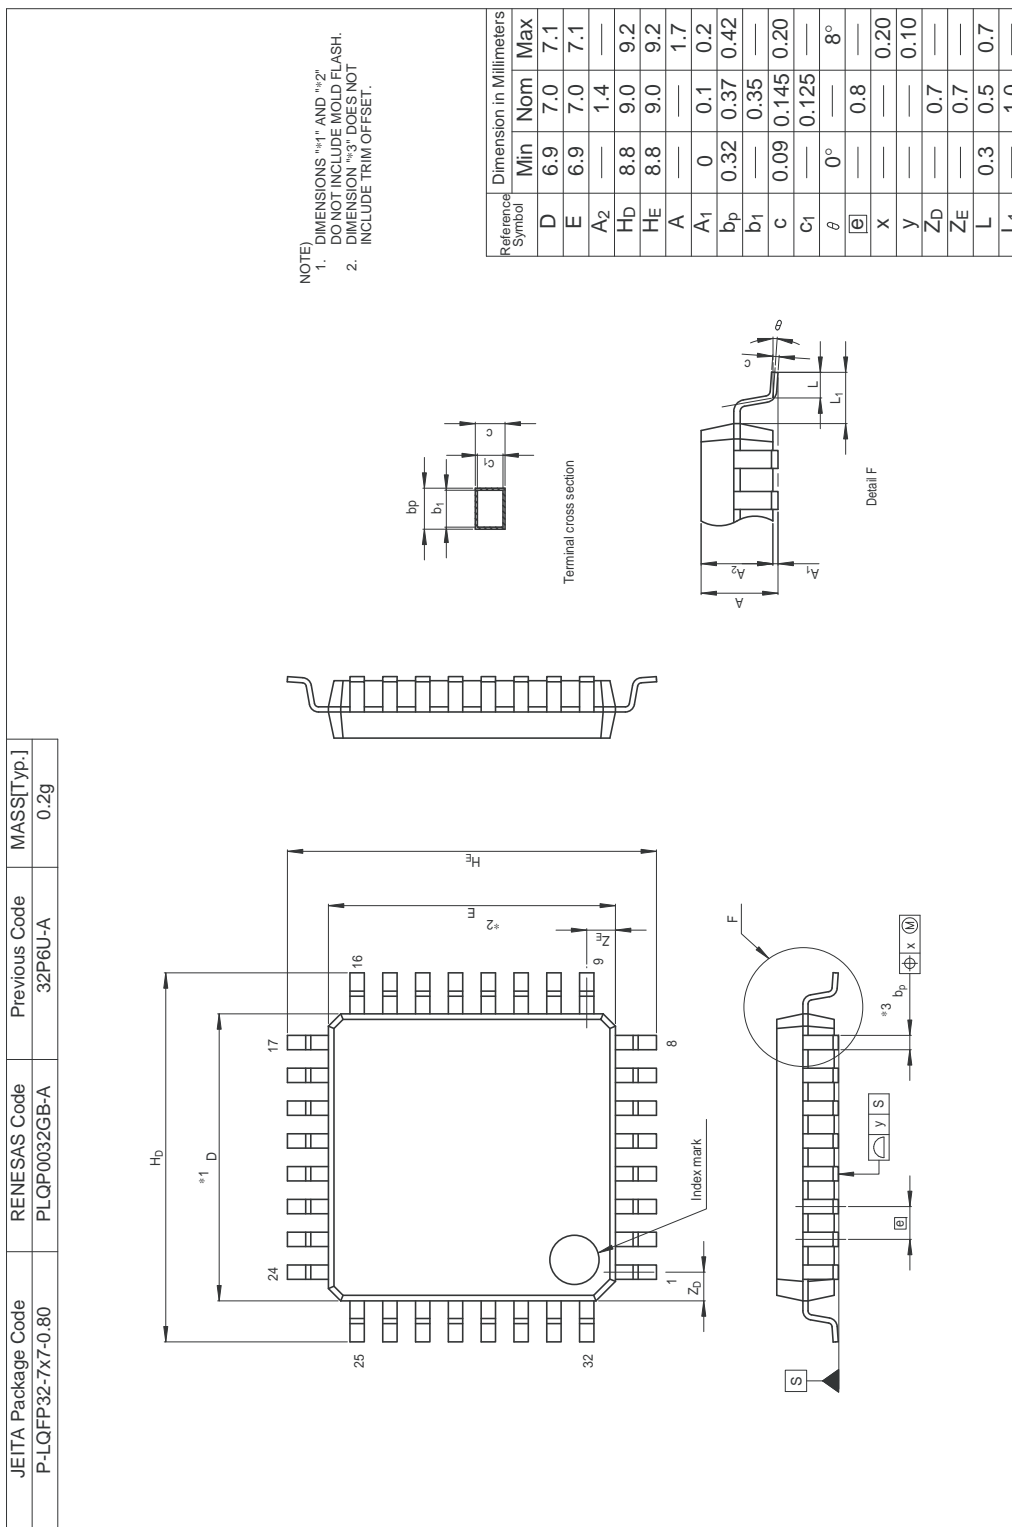 JEITA Package Code RENESAS Code Previous Code MASS[Typ.]
P-LQFP32-7x7-0.80 PLQP0032GB-A 32P6U-A 0.2g
HD
*1 D
24 17
25 16
32 9
1 8
ZD
Index mark
HE
E
*2
ZE
S
e
y S
*3 bp
x M
F
bp
b1
c1
c
Terminal cross section
A
A2
A1
L
L1
c
θ
Detail F
NOTE)
1. DIMENSIONS "*1" AND "*2"
DO NOT INCLUDE MOLD FLASH.
2. DIMENSION "*3" DOES NOT
INCLUDE TRIM OFFSET.
Reference Symbol Dimension in Millimeters
Min Nom Max
D 6.9 7.0 7.1
E 6.9 7.0 7.1
A2 — 1.4 —
HD 8.8 9.0 9.2
HE 8.8 9.0 9.2
A — — 1.7
A1 0 0.1 0.2
bp 0.32 0.37 0.42
b1 — 0.35 —
c 0.09 0.145 0.20
c1 — 0.125 —
θ 0° — 8°
e — 0.8 —
x — — 0.20
y — — 0.10
ZD — 0.7 —
ZE — 0.7 —
L 0.3 0.5 0.7
L1 — 1.0 —